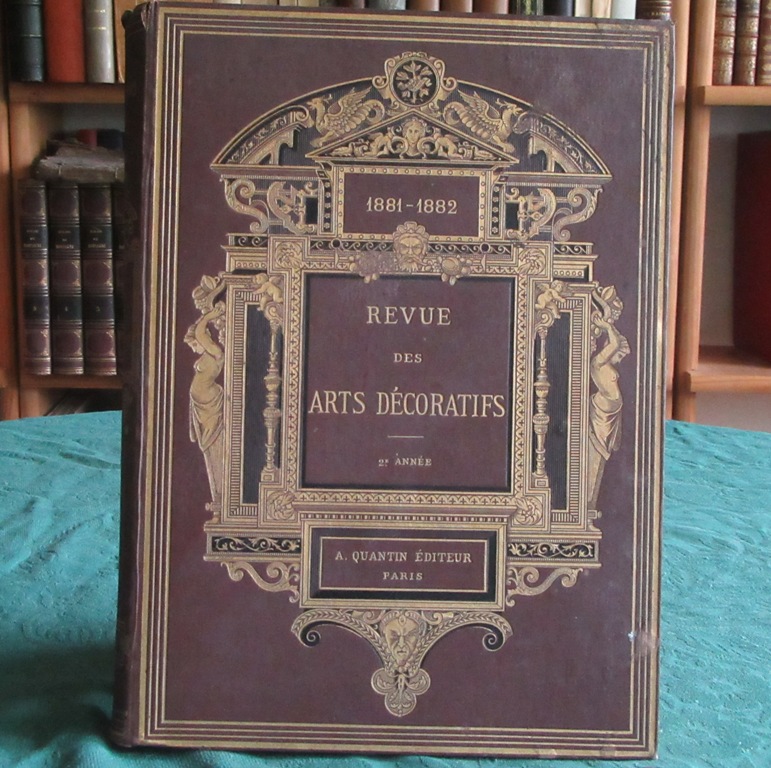 1881-1882
REVUE
DES
ARTS DÉCORATIFS
2e ANNÉE
A. QUANTIN ÉDITEUR
PARIS